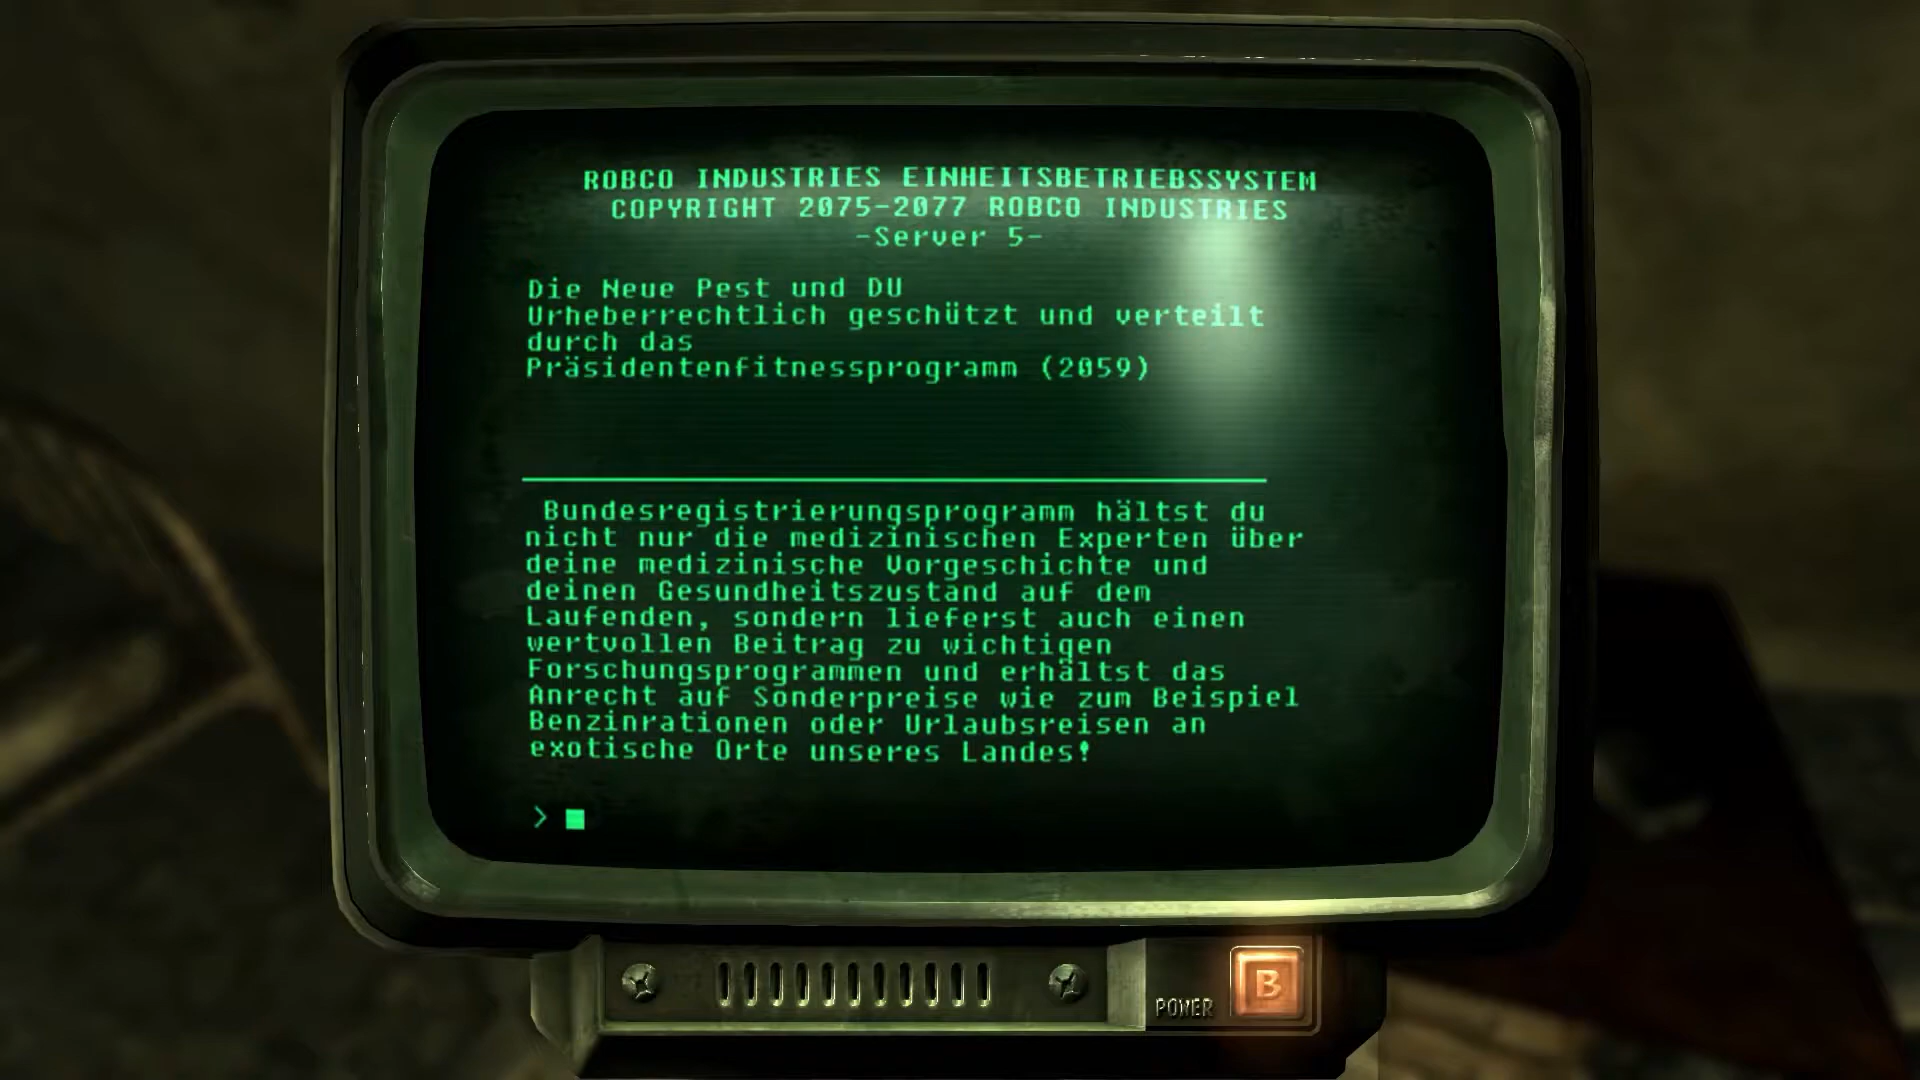 ROBCO INDUSTRIES EINHEITSBETRIEBSSYSTEM
COPYRIGHT 2075-2077 ROBCO INDUSTRIES
-Server 5-
Die Neue Pest und DU
Urheberrechtlich geschützt und verteilt
durch das
Präsidentenfitnessprogramm (2059)
Bundesregistrierungsprogramm hältst du
nicht nur die medizinischen Experten über
deine medizinische Vorgeschichte und
deinen Gesundheitszustand auf dem
Laufenden, sondern lieferst auch einen
wertvollen Beitrag zu wichtigen
Forschungsprogrammen und erhältst das
Anrecht auf Sonderpreise wie zum Beispiel
Benzinrationen oder Urlaubsreisen an
exotische Orte unseres Landes!
>
POWER B